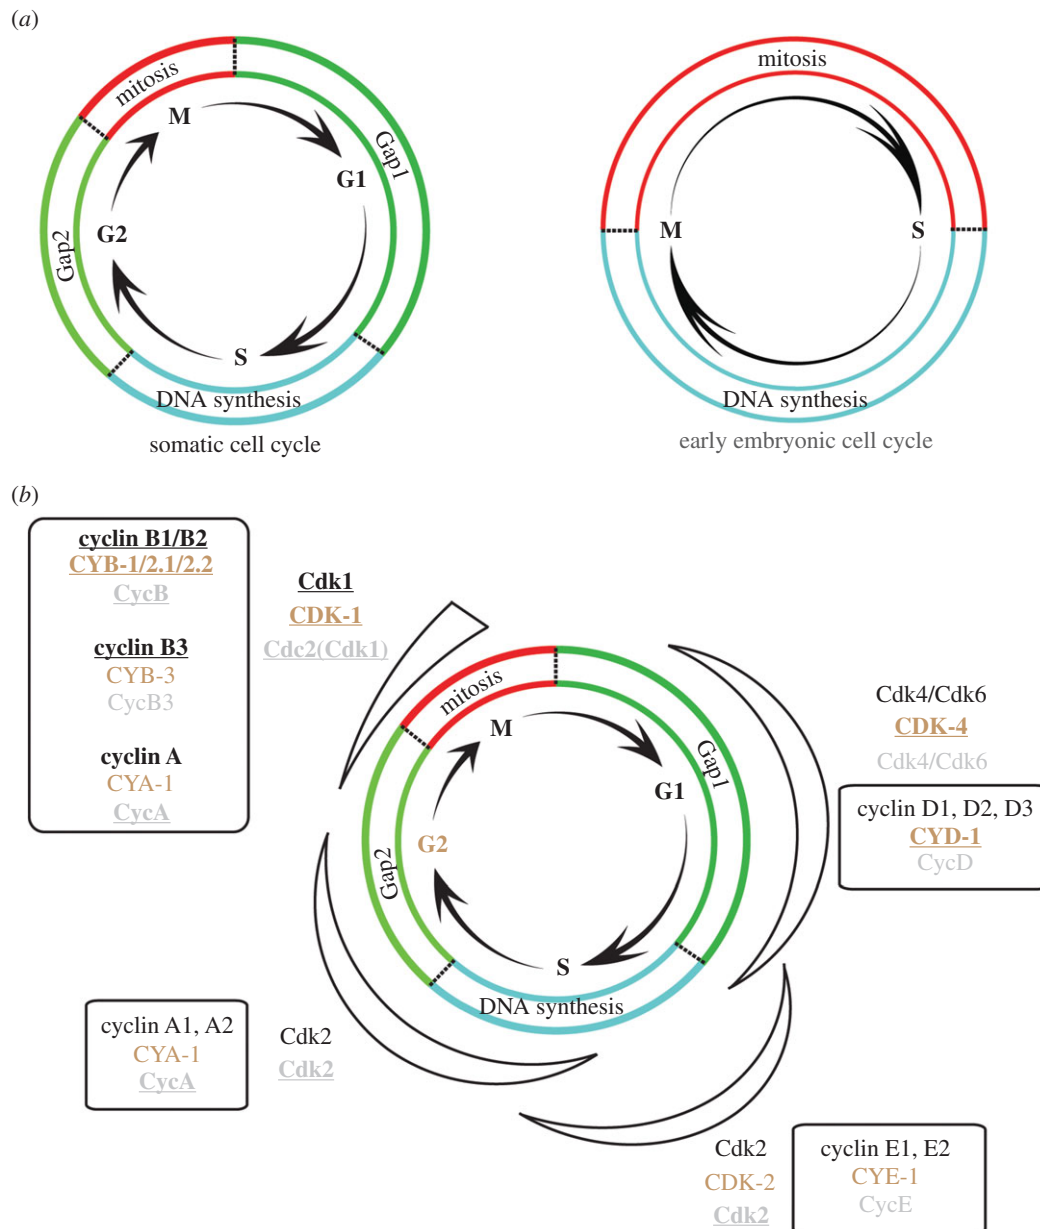 (a)
mitosis
M
Gap1
G1
G2
Gap2
S
DNA synthesis
somatic cell cycle
mitosis
M
S
DNA synthesis
early embryonic cell cycle
(b)
cyclin B1/B2
CYB-1/2.1/2.2
CycB
cyclin B3
CYB-3
CycB3
cyclin A
CYA-1
CycA
Cdk1
CDK-1
Cdc2(Cdk1)
mitosis
M
Gap1
G1
G2
Gap2
S
DNA synthesis
Cdk4/Cdk6
CDK-4
Cdk4/Cdk6
cyclin D1, D2, D3
CYD-1
CycD
cyclin A1, A2
CYA-1
CycA
Cdk2
Cdk2
Cdk2
CDK-2
Cdk2
cyclin E1, E2
CYE-1
CycE